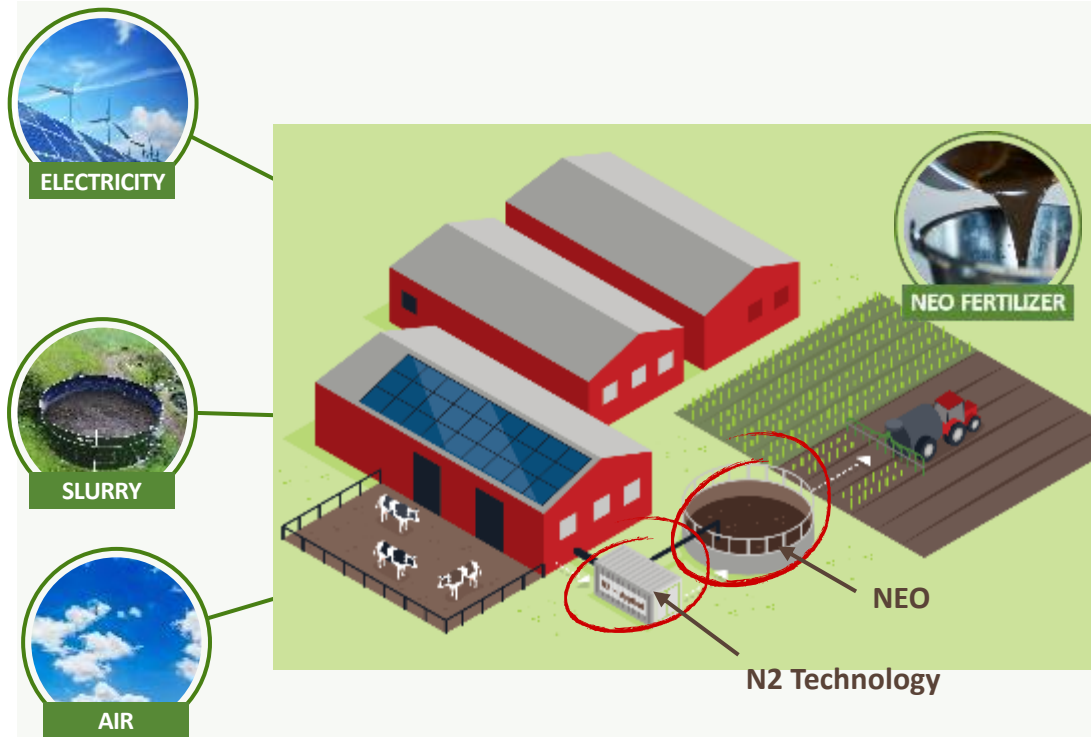 ELECTRICITY
NEO FERTILIZER
SLURRY
NEO
N2 Technology
AIR